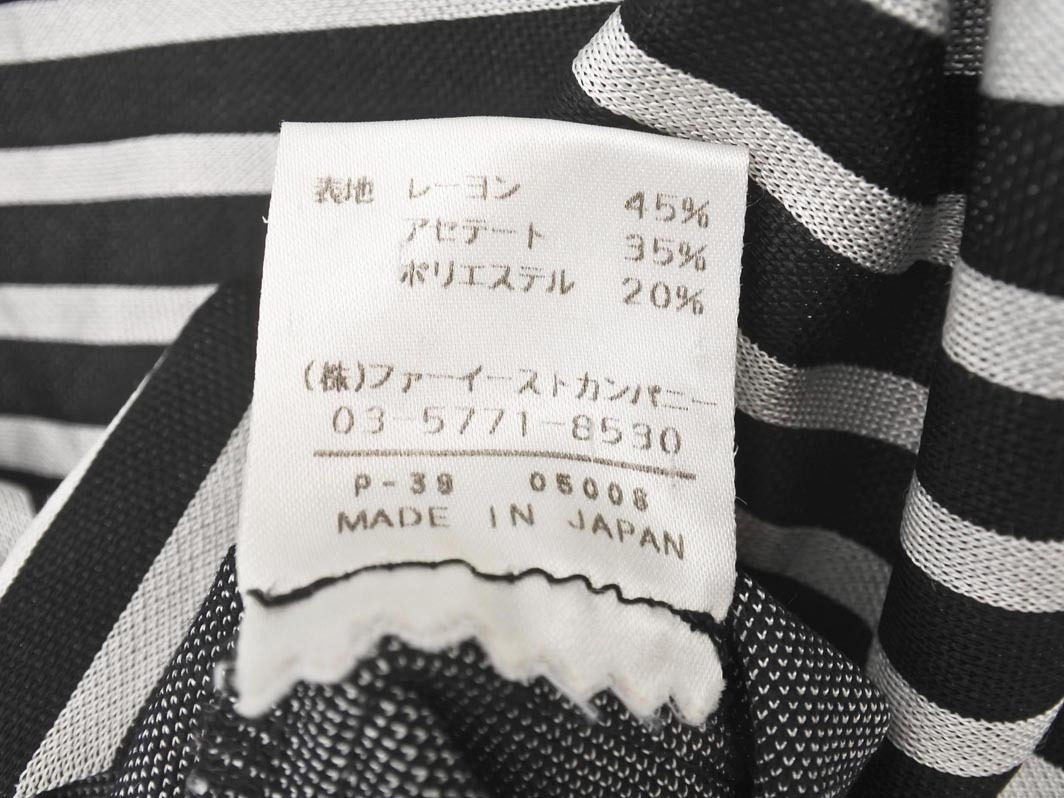 表地 レーヨン 45%
アセテート 35%
ポリエステル 20%
(株)ファーイーストカンパニー
03-5771-8530
P-39 05008
MADE IN JAPAN